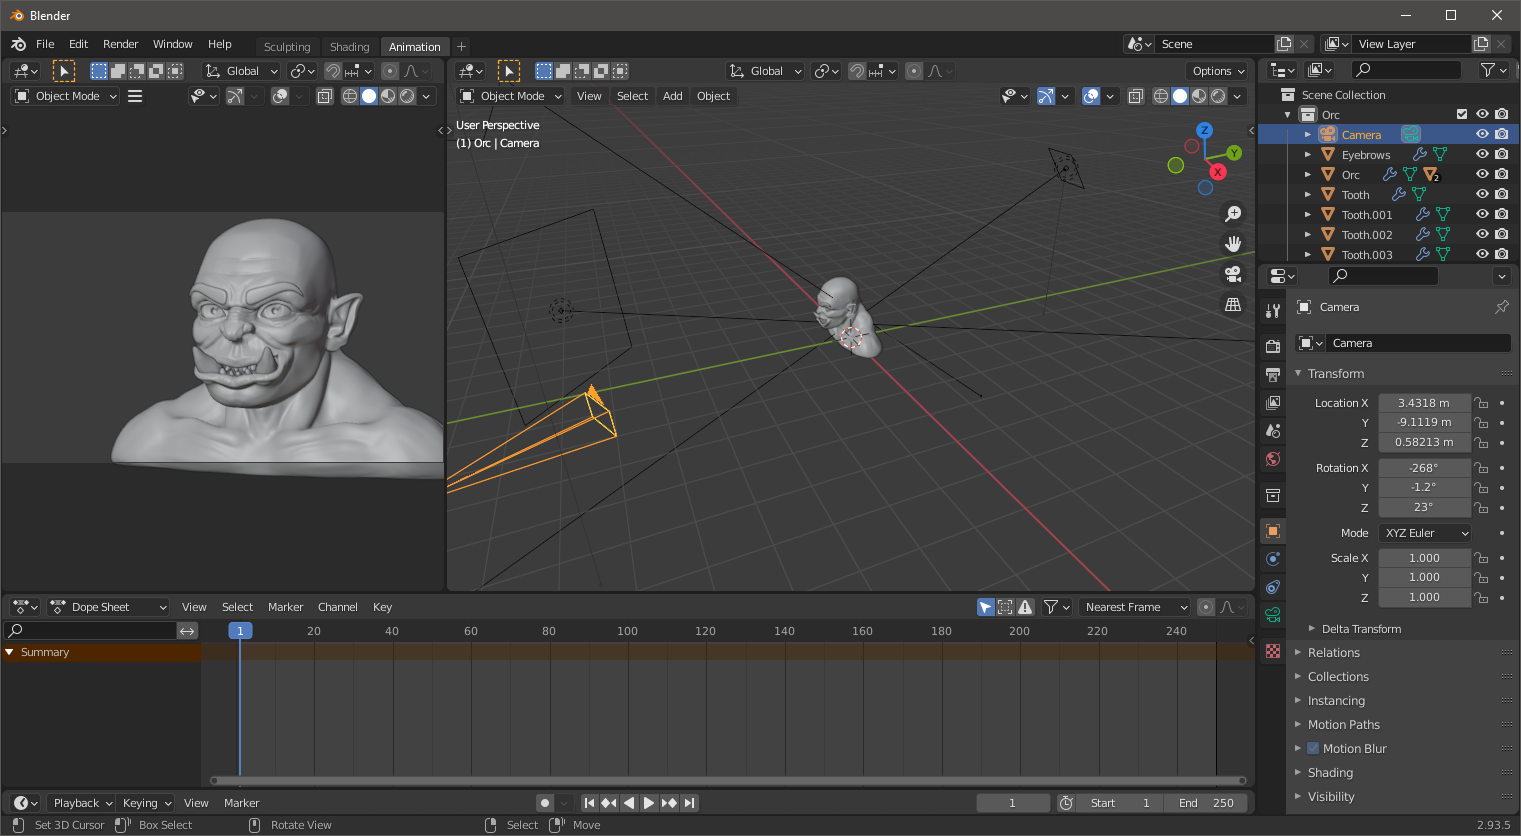 Blender
File Edit Render Window Help Sculpting Shading Animation + Scene View Layer
Global Global Options
Object Mode Object Mode View Select Add Object
User Perspective
(1) Orc | Camera
Z
Y
X
Scene Collection
Orc
Camera
Eyebrows
Orc 2
Tooth
Tooth.001
Tooth.002
Tooth.003
Camera
Camera
Transform
Location X 3.4318 m
Y -9.1119 m
Z 0.58213 m
Rotation X -268°
Y -1.2°
Z 23°
Mode XYZ Euler
Scale X 1.000
Y 1.000
Z 1.000
Delta Transform
Relations
Collections
Instancing
Motion Paths
Motion Blur
Shading
Visibility
Dope Sheet View Select Marker Channel Key Nearest Frame
1 20 40 60 80 100 120 140 160 180 200 220 240
Summary
Playback Keying View Marker 1 Start 1 End 250
Set 3D Cursor Box Select Rotate View Select Move 2.93.5